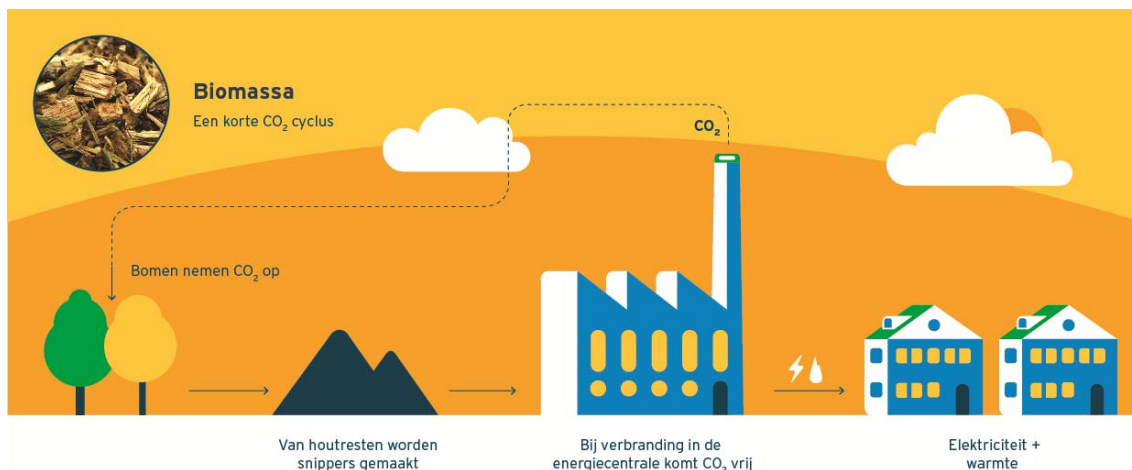 Biomassa
Een korte CO₂ cyclus
CO₂
Bomen nemen CO₂ op
Van houtresten worden
snippers gemaakt
Bij verbranding in de
energiecentrale komt CO₂ vrij
Elektriciteit +
warmte